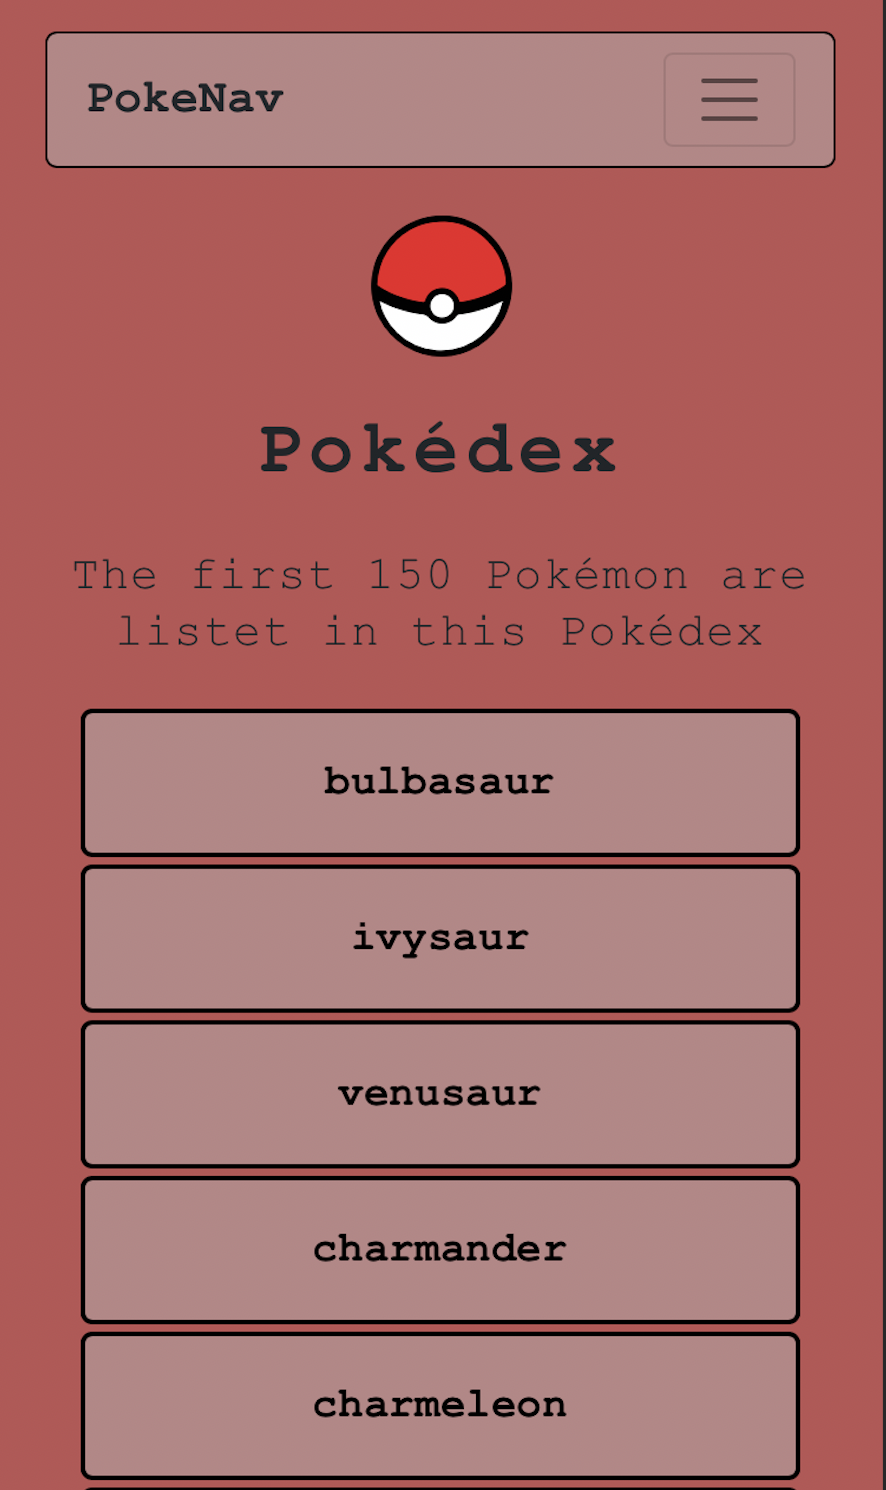 PokeNav
Pokédex
The first 150 Pokémon are
listet in this Pokédex
bulbasaur
ivysaur
venusaur
charmander
charmeleon